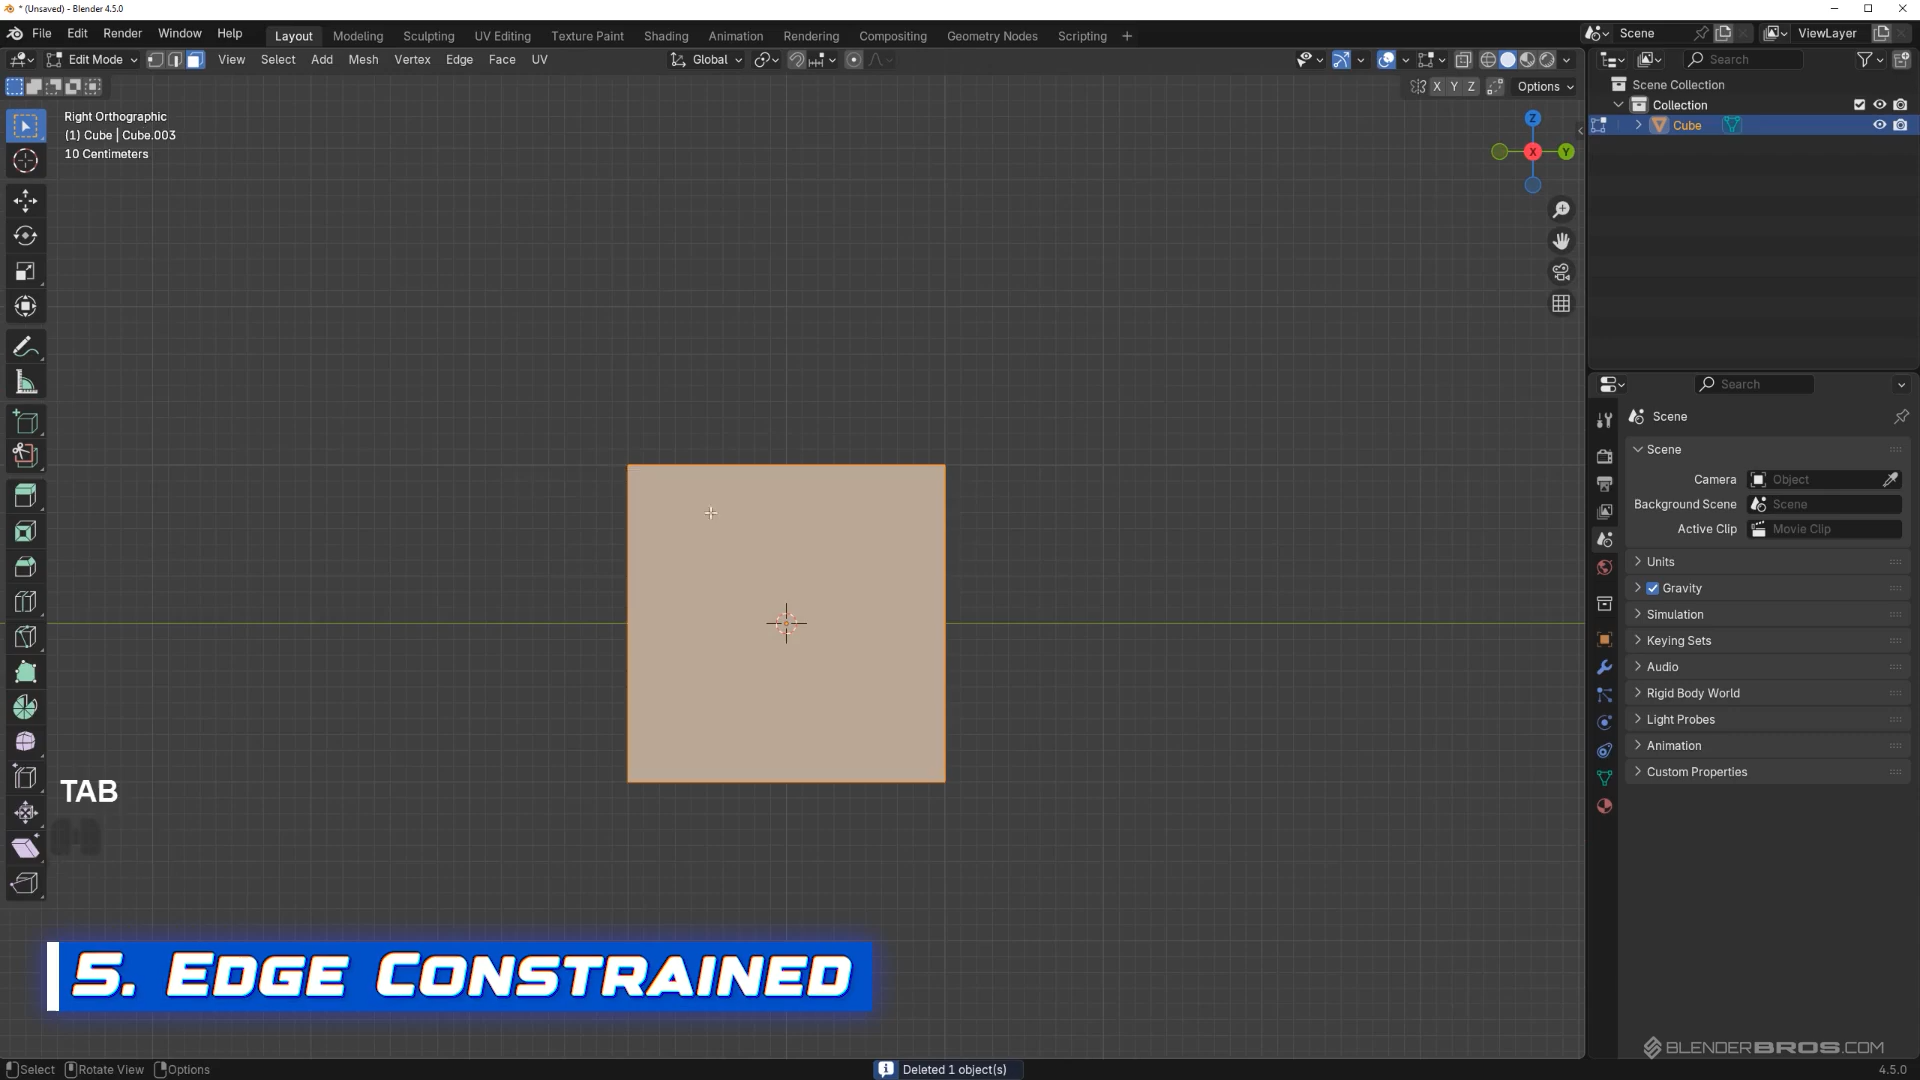 * (Unsaved) - Blender 4.5.0
File Edit Render Window Help Layout Modeling Sculpting UV Editing Texture Paint Shading Animation Rendering Compositing Geometry Nodes Scripting + Scene ViewLayer
Edit Mode View Select Add Mesh Vertex Edge Face UV Global Search
X Y Z Options
Right Orthographic
(1) Cube | Cube.003
10 Centimeters
Z
X
Y
Scene Collection
Collection
Cube
Search
Scene
Scene
Camera Object
Background Scene Scene
Active Clip Movie Clip
Units
Gravity
Simulation
Keying Sets
Audio
Rigid Body World
Light Probes
Animation
Custom Properties
TAB
5. EDGE CONSTRAINED
BLENDERBROS.COM
Select Rotate View Options Deleted 1 object(s) 4.5.0